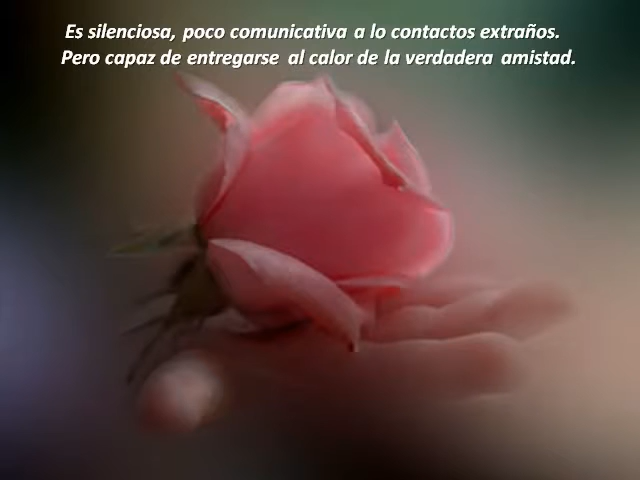 Es silenciosa, poco comunicativa a lo contactos extraños.
Pero capaz de entregarse al calor de la verdadera amistad.